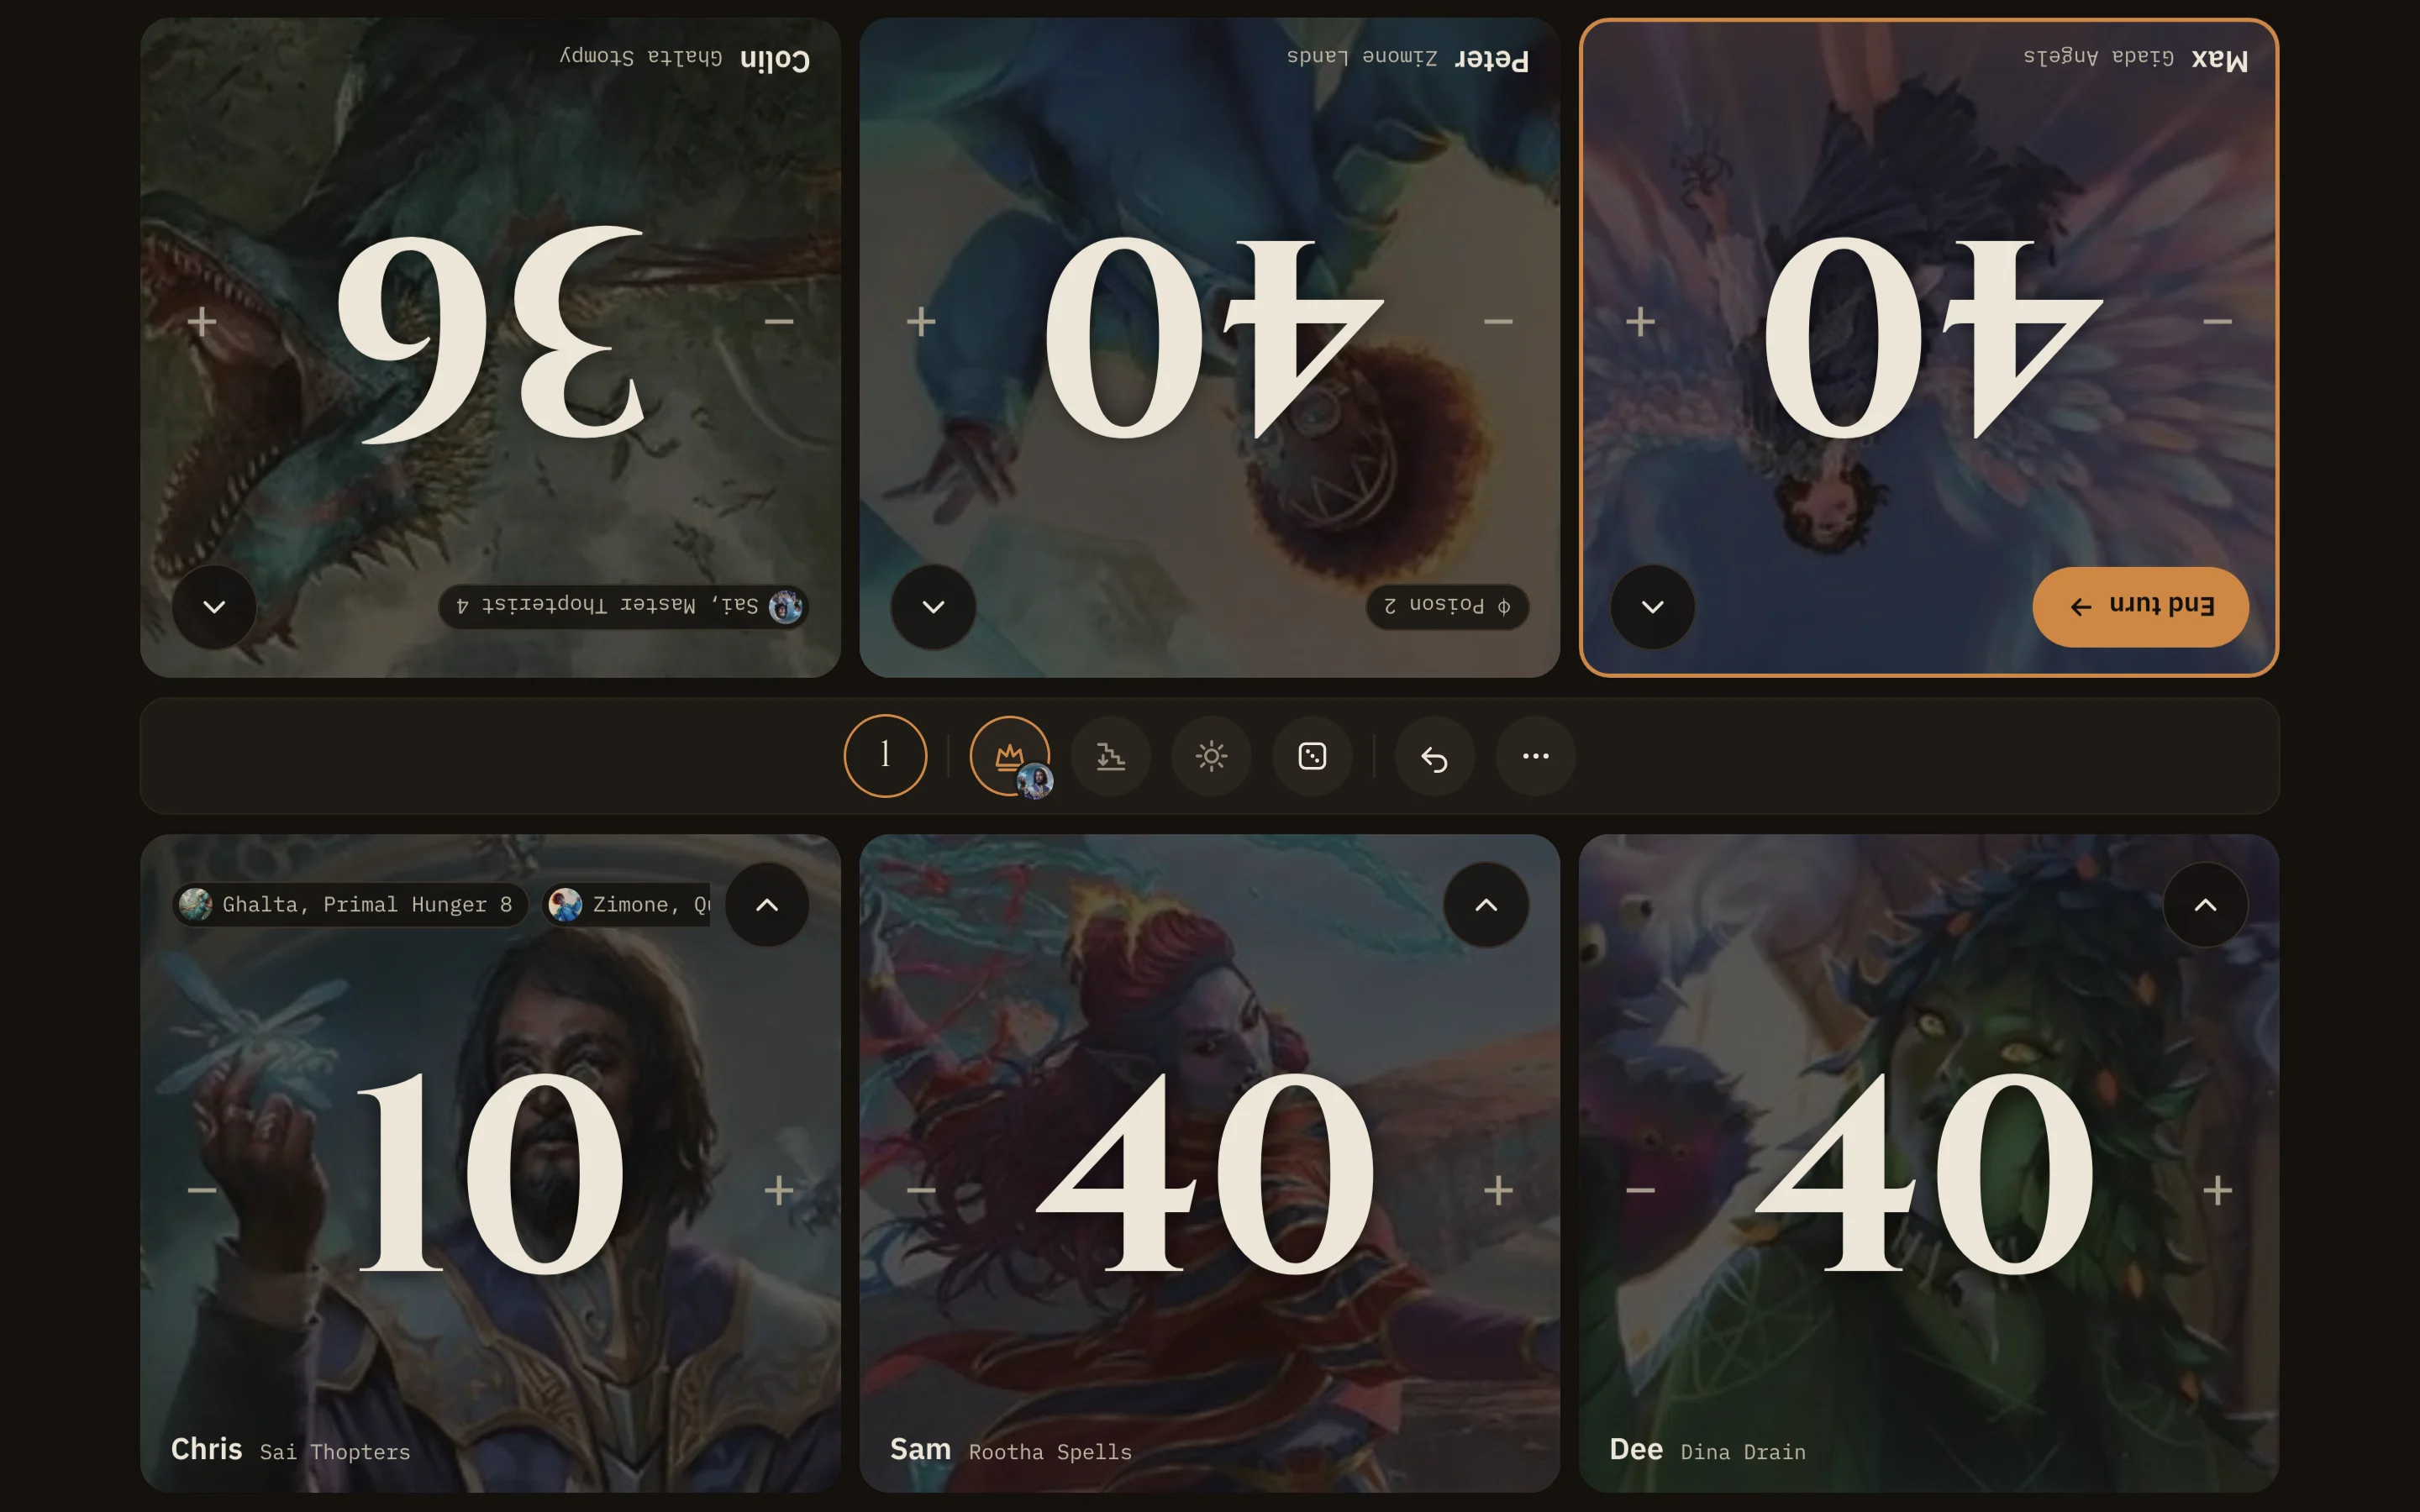 Colin Ghalta Stompy
36
Sai, Master Thopterist 4
Peter Zimone Lands
40
Poison 2
Max Giada Angels
40
End turn
1
Ghalta, Primal Hunger 8
Zimone,
10
Chris Sai Thopters
40
Sam Rootha Spells
40
Dee Dina Drain